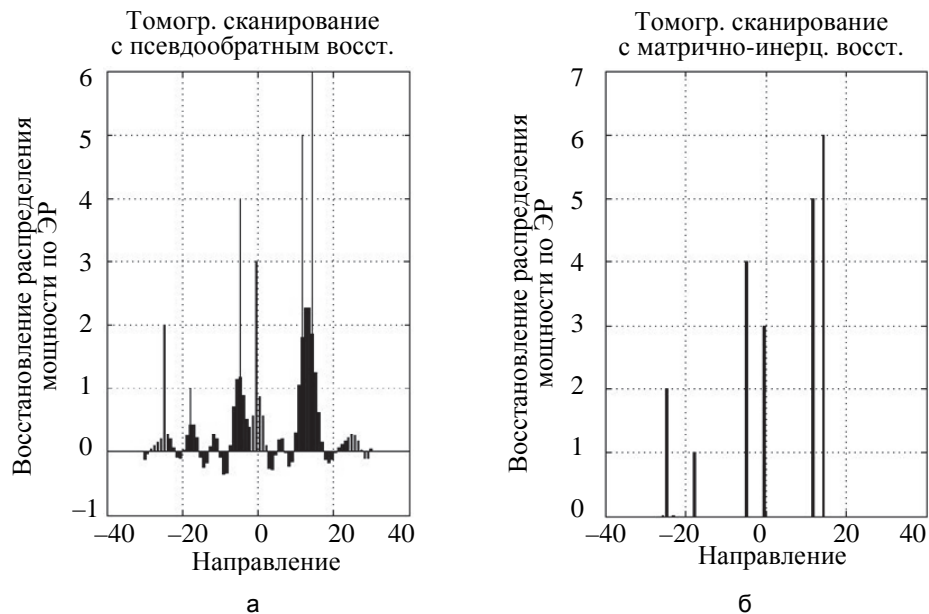 Томогр. сканирование
с псевдообратным восст.
Восстановление распределения
мощности по ЭР
6
5
4
3
2
1
0
–1
–40
–20
0
20
40
Направление
а
Томогр. сканирование
с матрично-инерц. восст.
Восстановление распределения
мощности по ЭР
7
6
5
4
3
2
1
0
–40
–20
0
20
40
Направление
б